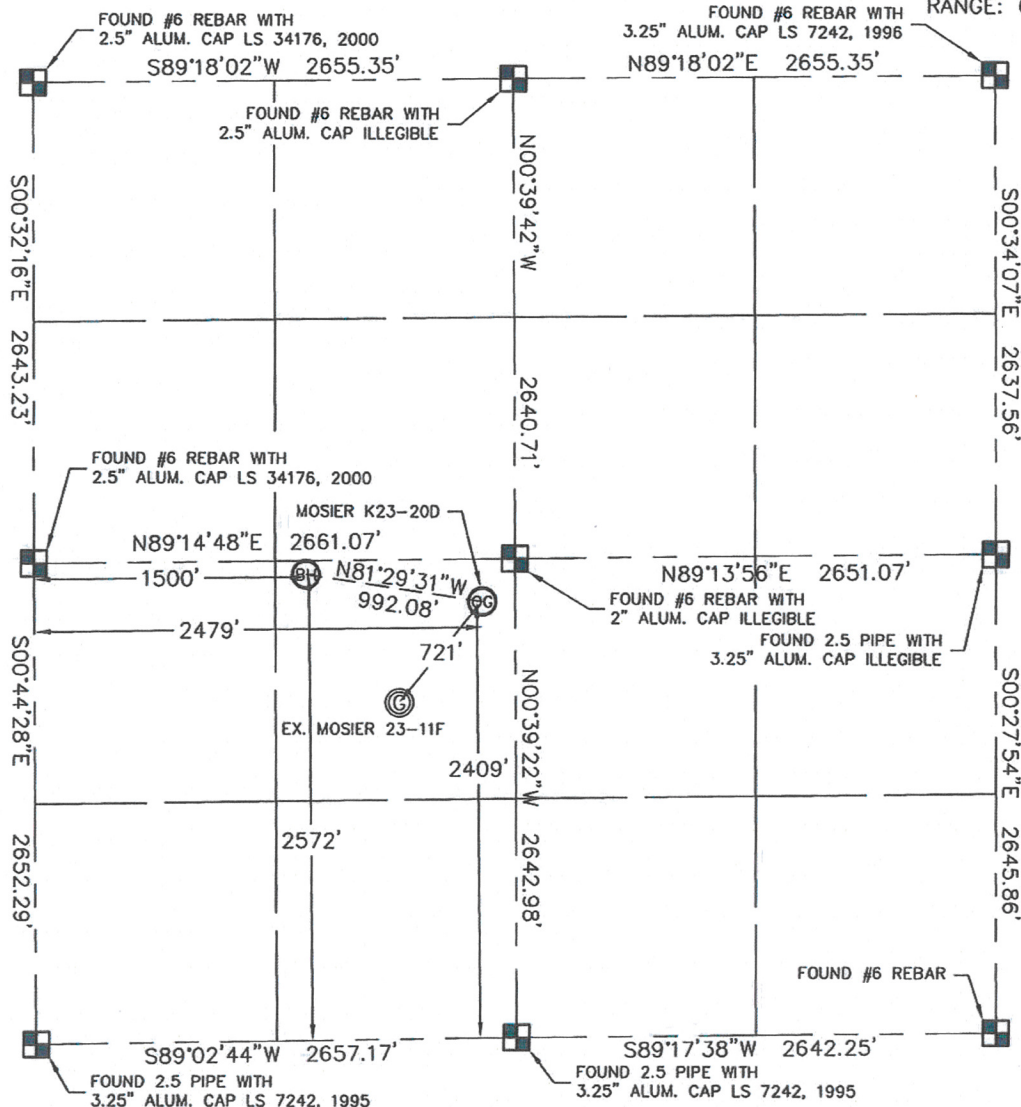 FOUND #6 REBAR WITH
2.5" ALUM. CAP LS 34176, 2000
FOUND #6 REBAR WITH
3.25" ALUM. CAP LS 7242, 1996
RANGE:
S89°18'02"W 2655.35'
N89°18'02"E 2655.35'
FOUND #6 REBAR WITH
2.5" ALUM. CAP ILLEGIBLE
S00°32'16"E 2643.23'
N00°39'42"W 2640.71'
S00°34'07"E 2637.56'
FOUND #6 REBAR WITH
2.5" ALUM. CAP LS 34176, 2000
MOSIER K23-20D
N89°14'48"E 2661.07'
BH
1500'
N81°29'31"W
992.08'
OG
N89°13'56"E 2651.07'
FOUND #6 REBAR WITH
2" ALUM. CAP ILLEGIBLE
FOUND 2.5 PIPE WITH
3.25" ALUM. CAP ILLEGIBLE
2479'
721'
G
EX. MOSIER 23-11F
S00°44'28"E 2652.29'
N00°39'22"W 2642.98'
S00°27'54"E 2645.86'
2409'
2572'
FOUND #6 REBAR
S89°02'44"W 2657.17'
S89°17'38"W 2642.25'
FOUND 2.5 PIPE WITH
3.25" ALUM. CAP LS 7242, 1995
FOUND 2.5 PIPE WITH
3.25" ALUM. CAP LS 7242, 1995